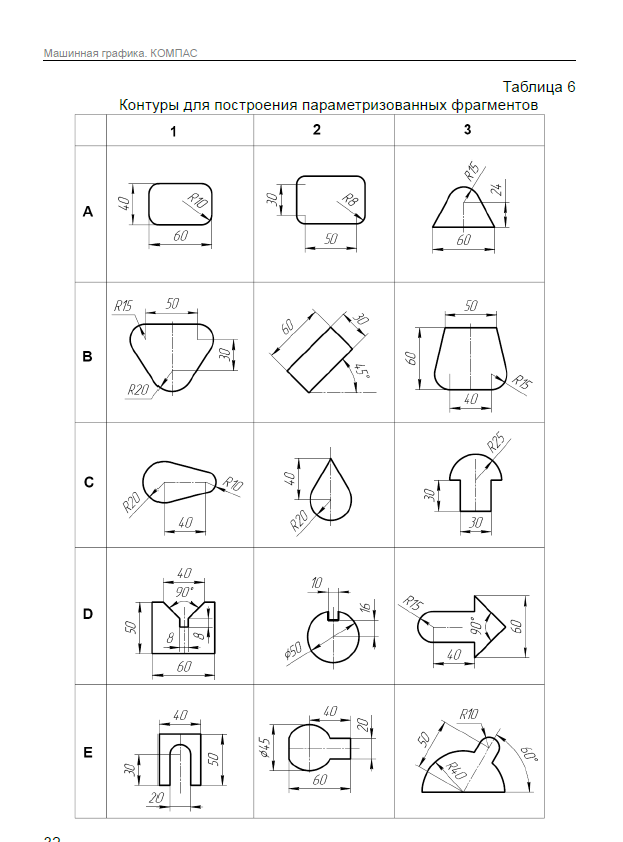 Машинная графика. КОМПАС
Таблица 6
Контуры для построения параметризованных фрагментов
1 2 3
A
40 R10 60
30 R8 50
R15 24 60
B
R15 50 30 R20
60 30 45°
50 60 R15 40
C
R20 R10 40
40 R20
R25 30 30
D
40 90° 50 8 8 60
10 16 ϕ50
R15 90° 60 40
E
40 50 30 20
40 20 ϕ45 60
R10 50 R40 60°